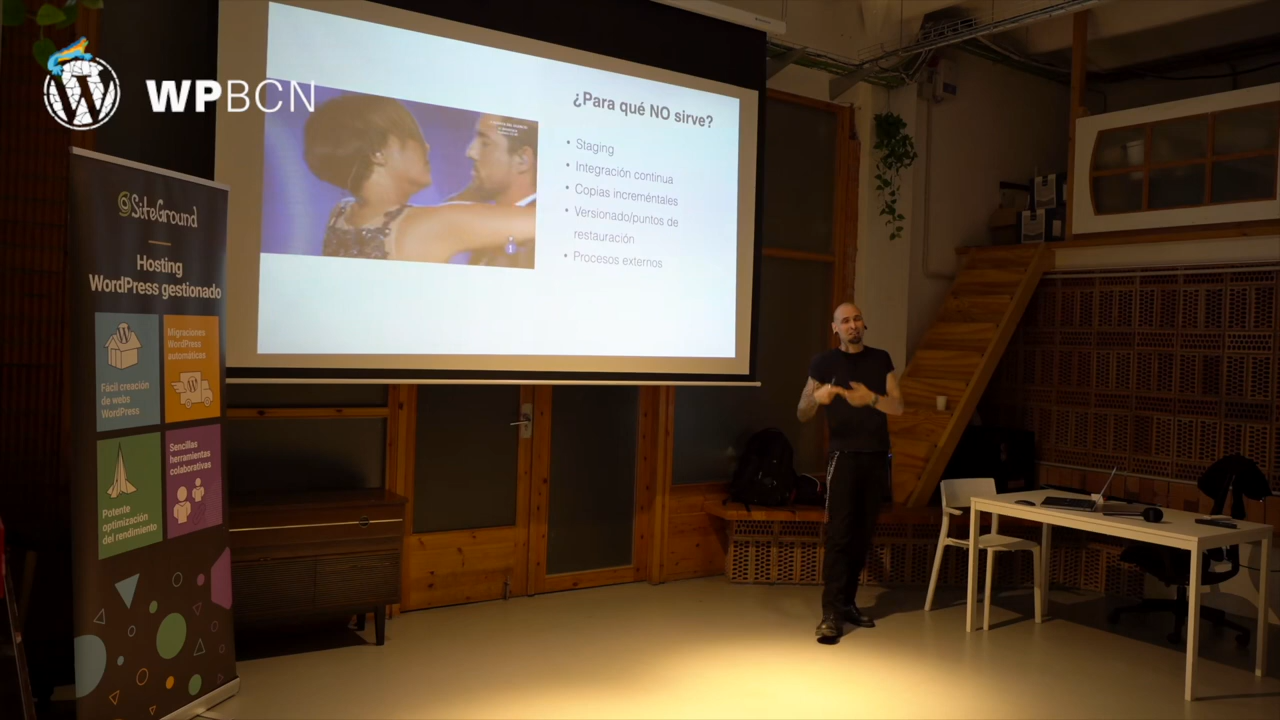 WPBCN
SiteGround
Hosting
WordPress gestionado
Fácil creación
de webs
WordPress
Migraciones
WordPress
automáticas
Potente
optimización
del rendimiento
Sencillas
herramientas
colaborativas
¿Para qué NO sirve?
• Staging
• Integración continua
• Copias increméntales
• Versionado/puntos de
restauración
• Procesos externos